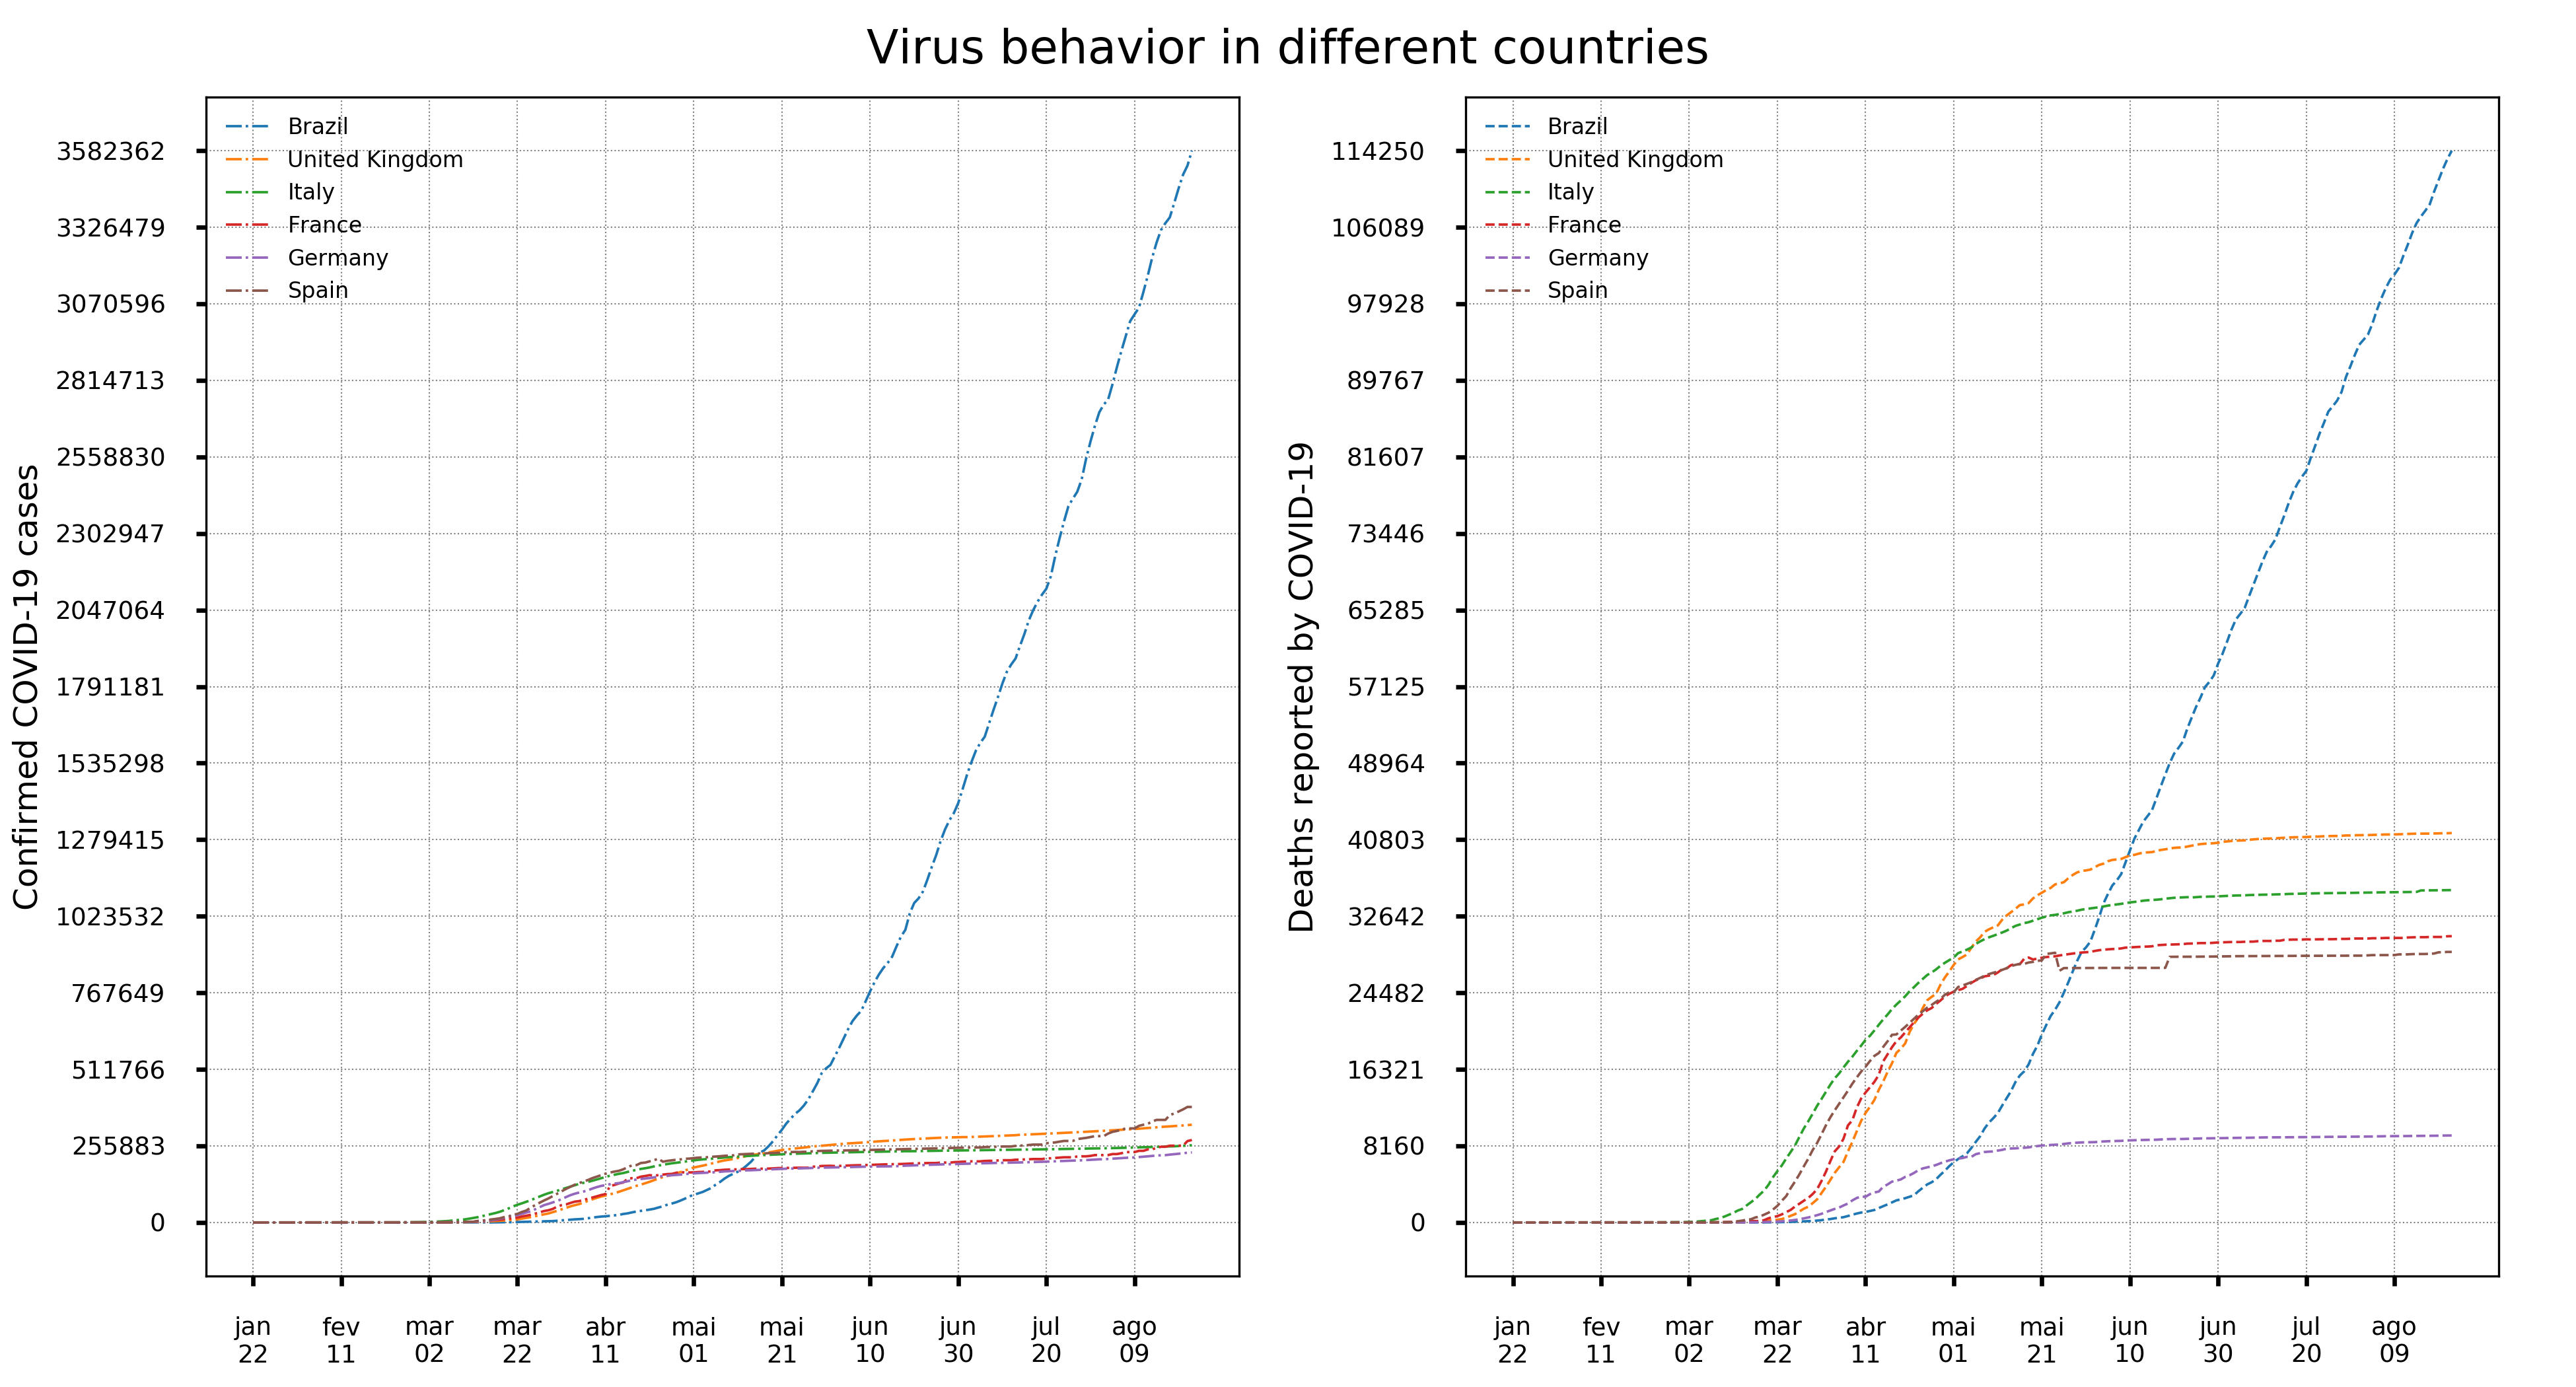 Virus behavior in different countries
Confirmed COVID-19 cases
3582362
3326479
3070596
2814713
2558830
2302947
2047064
1791181
1535298
1279415
1023532
767649
511766
255883
0
Brazil
United Kingdom
Italy
France
Germany
Spain
jan fev mar mar abr mai mai jun jun jul ago
22 11 02 22 11 01 21 10 30 20 09
Deaths reported by COVID-19
114250
106089
97928
89767
81607
73446
65285
57125
48964
40803
32642
24482
16321
8160
0
Brazil
United Kingdom
Italy
France
Germany
Spain
jan fev mar mar abr mai mai jun jun jul ago
22 11 02 22 11 01 21 10 30 20 09